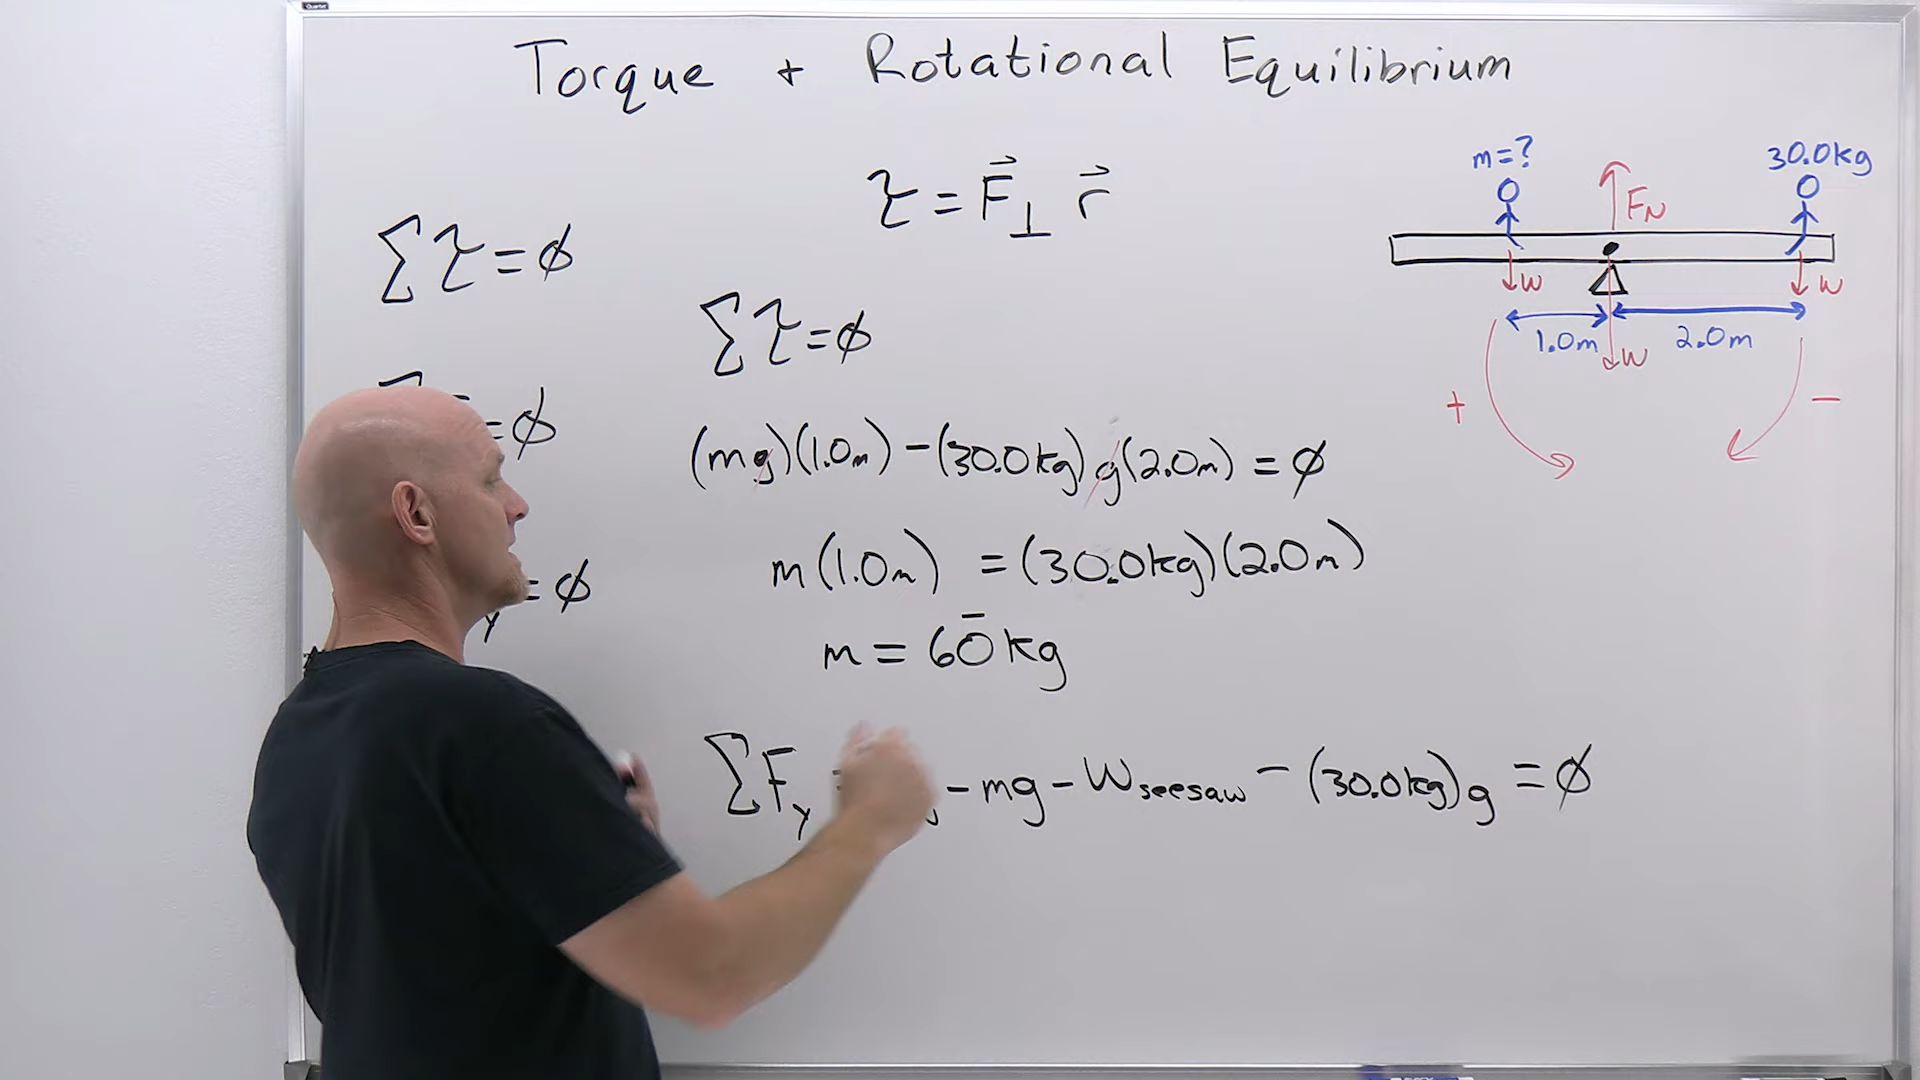 Quartet
Torque + Rotational Equilibrium
τ = F⃗⊥ r⃗
Στ = ∅
= ∅
y = ∅
Στ = ∅
(mg)(1.0m) - (30.0kg)g(2.0m) = ∅
m(1.0m) = (30.0kg)(2.0m)
m = 60̄ kg
ΣFy = - mg - Wseesaw - (30.0kg)g = ∅
m=?
30.0kg
FN
W
W
1.0m
2.0m
W
+
−